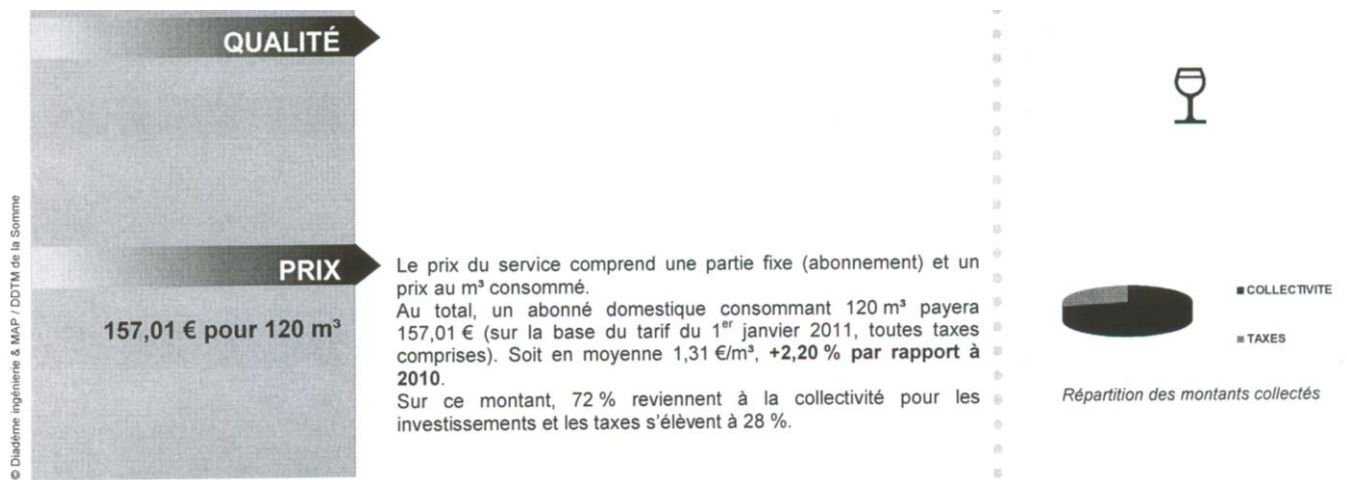 QUALITÉ
PRIX
157,01 € pour 120 m³
Le prix du service comprend une partie fixe (abonnement) et un
prix au m³ consommé.
Au total, un abonné domestique consommant 120 m³ payera
157,01 € (sur la base du tarif du 1er janvier 2011, toutes taxes
comprises). Soit en moyenne 1,31 €/m³, +2,20 % par rapport à
2010.
Sur ce montant, 72 % reviennent à la collectivité pour les
investissements et les taxes s'élèvent à 28 %.
COLLECTIVITE
TAXES
Répartition des montants collectés
© Diadème ingénierie & MAP / DDTM de la Somme